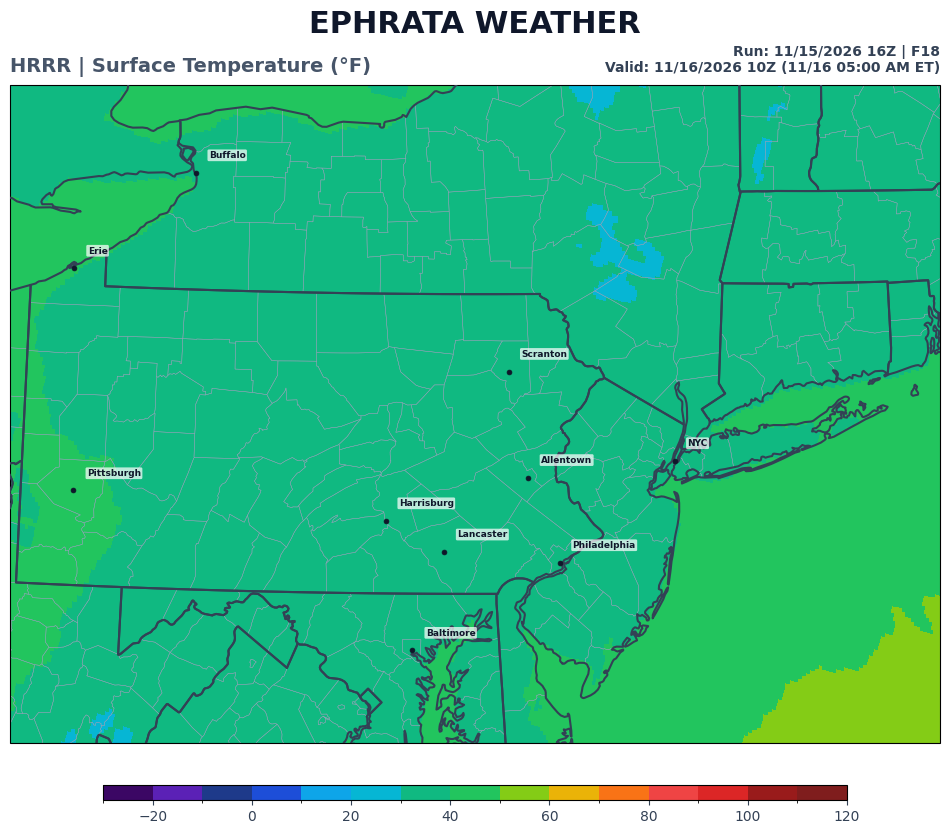 EPHRATA WEATHER
HRRR | Surface Temperature (°F)
Run: 11/15/2026 16Z | F18
Valid: 11/16/2026 10Z (11/16 05:00 AM ET)
Buffalo
Erie
Scranton
NYC
Allentown
Pittsburgh
Harrisburg
Lancaster
Philadelphia
Baltimore
−20 0 20 40 60 80 100 120